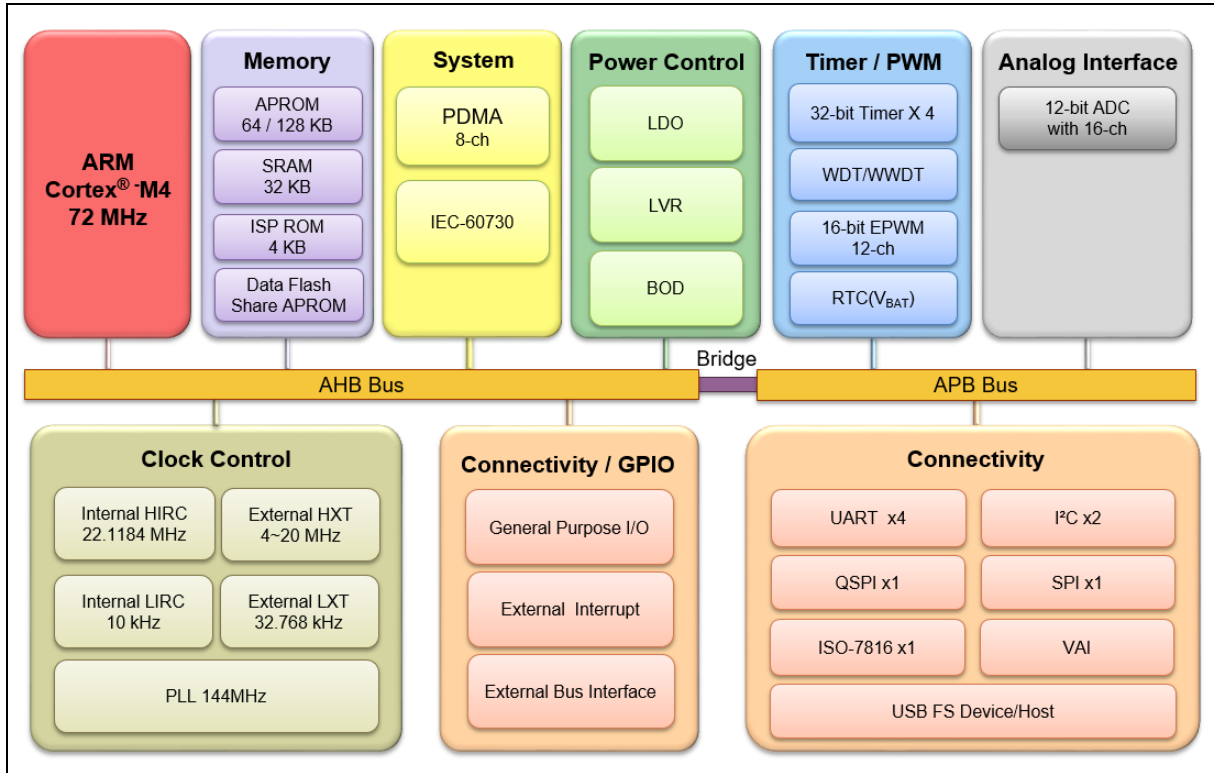 ARM
Cortex® -M4
72 MHz
Memory
APROM
64 / 128 KB
SRAM
32 KB
ISP ROM
4 KB
Data Flash
Share APROM
System
PDMA
8-ch
IEC-60730
Power Control
LDO
LVR
BOD
Timer / PWM
32-bit Timer X 4
WDT/WWDT
16-bit EPWM
12-ch
RTC(VBAT)
Analog Interface
12-bit ADC
with 16-ch
AHB Bus
Bridge
APB Bus
Clock Control
Internal HIRC
22.1184 MHz
External HXT
4~20 MHz
Internal LIRC
10 kHz
External LXT
32.768 kHz
PLL 144MHz
Connectivity / GPIO
General Purpose I/O
External Interrupt
External Bus Interface
Connectivity
UART x4
I²C x2
QSPI x1
SPI x1
ISO-7816 x1
VAI
USB FS Device/Host